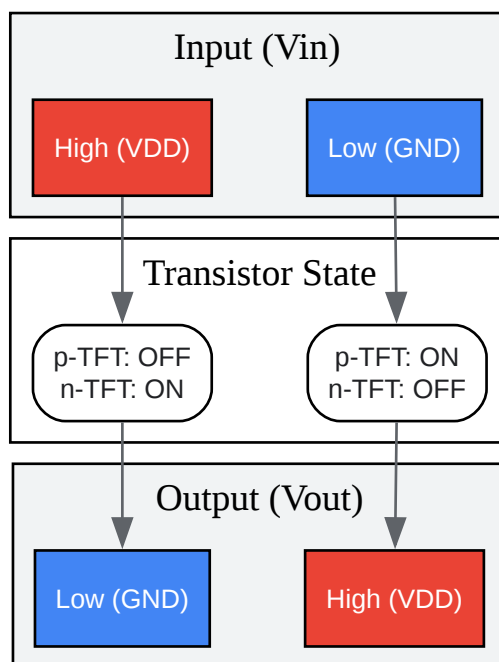 Input (Vin)
High (VDD)
Low (GND)
Transistor State
p-TFT: OFF
n-TFT: ON
p-TFT: ON
n-TFT: OFF
Output (Vout)
Low (GND)
High (VDD)